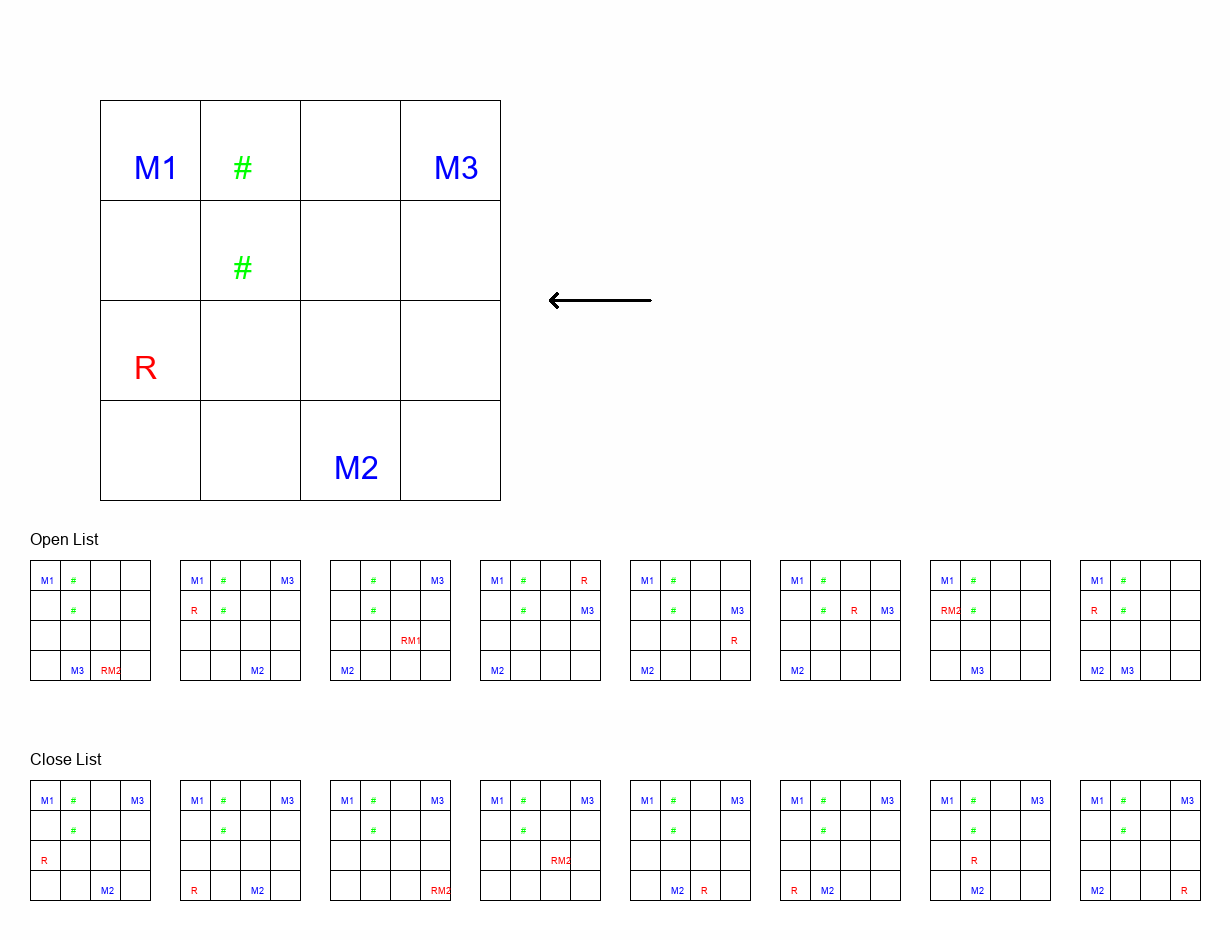 M1 # M3
#
R
M2
Open List
M1 # M1 # M3 # M3 M1 # R M1 # M1 # M1 # M1 #
# R # # # M3 # M3 # R M3 RM2 # R #
RM1 R
M3 RM2 M2 M2 M2 M2 M2 M3 M2 M3
Close List
M1 # M3 M1 # M3 M1 # M3 M1 # M3 M1 # M3 M1 # M3 M1 # M3 M1 # M3
# # # # # # # #
R RM2 R
M2 R M2 RM2 M2 R R M2 M2 M2 R